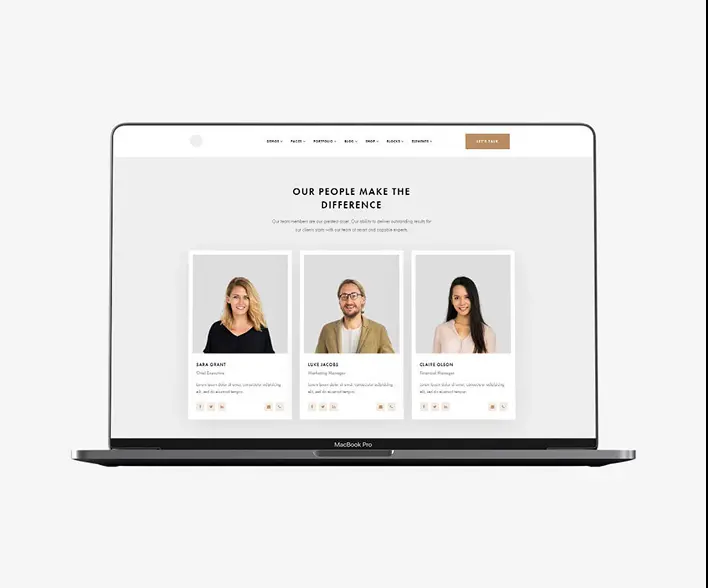 DEMOS PAGES PORTFOLIO BLOG SHOP BLOCKS ELEMENTS LET'S TALK
OUR PEOPLE MAKE THE
DIFFERENCE
Our team members are our greatest asset. Our ability to deliver outstanding results for
our clients starts with our team of smart and capable experts.
SARA GRANT
Chief Executive
Lorem ipsum dolor sit amet, consectetur adipisicing
elit, sed do eiusmod tempor.
LUKE JACOBS
Marketing Manager
Lorem ipsum dolor sit amet, consectetur adipisicing
elit, sed do eiusmod tempor.
CLAIRE OLSON
Financial Manager
Lorem ipsum dolor sit amet, consectetur adipisicing
elit, sed do eiusmod tempor.
MacBook Pro